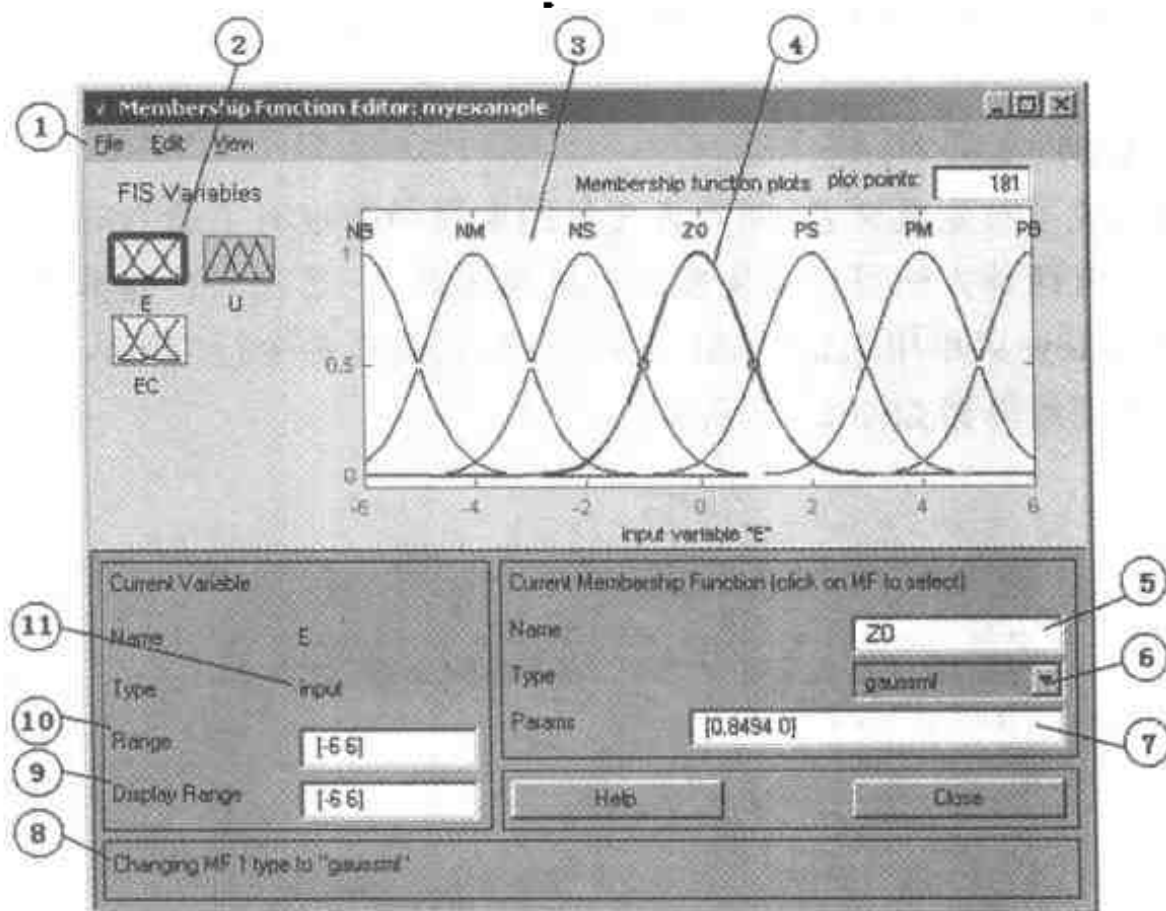 2
3
4
Membership Function Editor: myexample
1
File Edit View
FIS Variables
Membership function plots plot points: 181
NB NM NS ZO PS PM PB
E
U
EC
1
0.5
0
-6 -4 -2 0 2 4 6
input variable "E"
Current Variable
Current Membership Function (click on MF to select)
5
11
Name E
Name ZO
6
Type input
Type gaussmf
10
Range [-6 6]
Params [0.8494 0]
7
9
Display Range [-6 6]
Help
Close
8
Changing MF 1 type to "gaussmf"